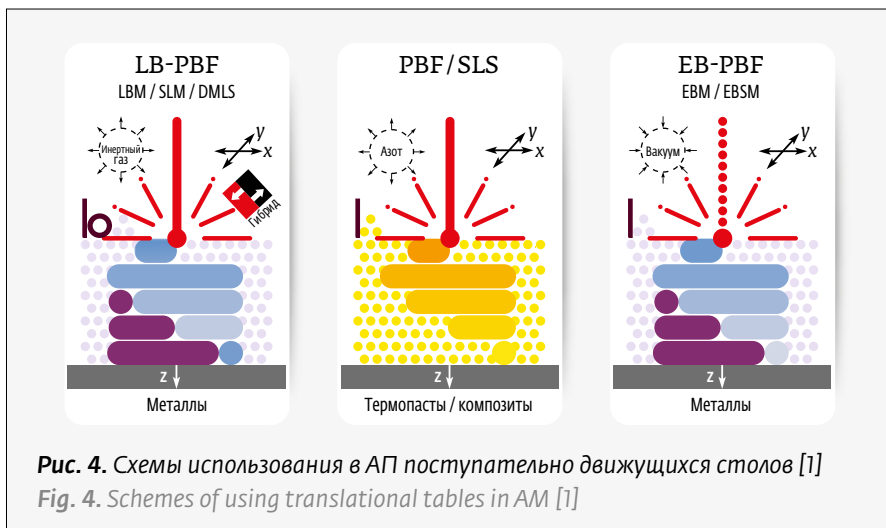 LB-PBF
LBM / SLM / DMLS
Инертный
газ
y
x
Гибрид
z
Металлы
PBF/SLS
Азот
y
x
z
Термопасты / композиты
EB-PBF
EBM / EBSM
Вакуум
y
x
z
Металлы
Рис. 4. Схемы использования в АП поступательно движущихся столов [1]
Fig. 4. Schemes of using translational tables in AM [1]